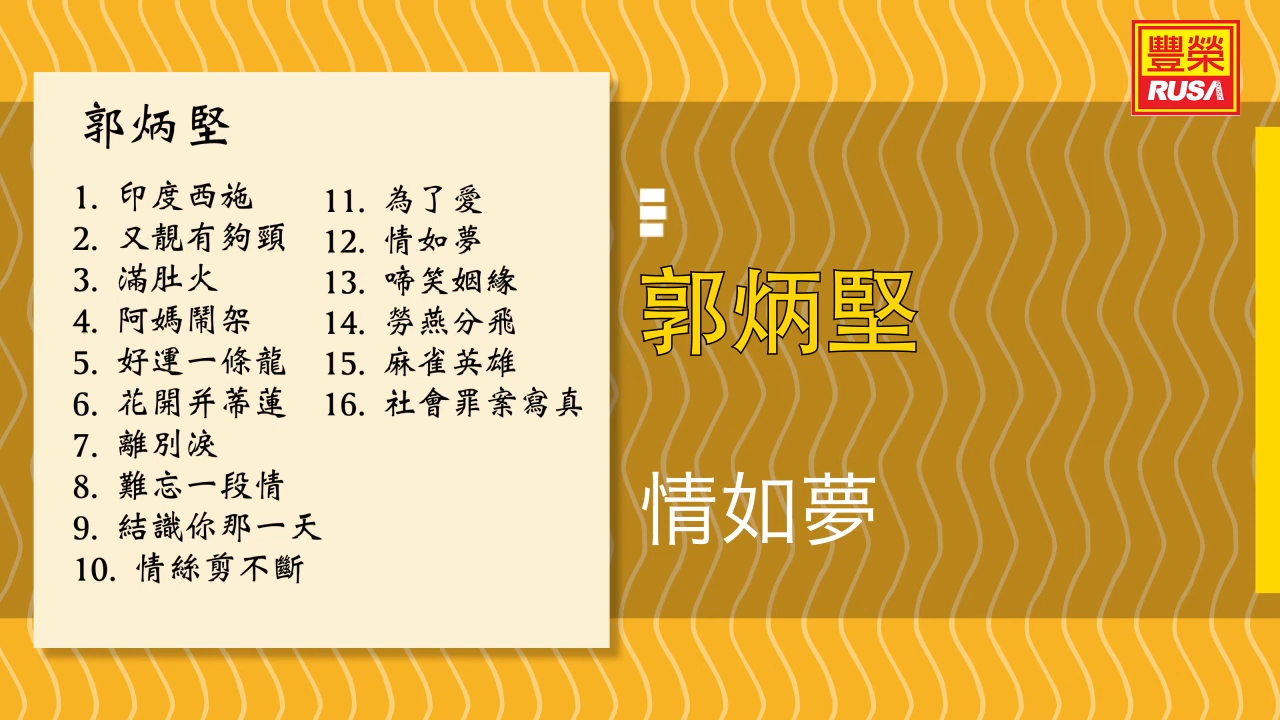 豐榮
RUSA
郭炳堅
1. 印度西施
2. 又靚有夠頸
3. 滿肚火
4. 阿媽鬧架
5. 好運一條龍
6. 花開并蒂蓮
7. 離別淚
8. 難忘一段情
9. 結識你那一天
10. 情絲剪不斷
11. 為了愛
12. 情如夢
13. 啼笑姻緣
14. 勞燕分飛
15. 麻雀英雄
16. 社會罪案寫真
郭炳堅
情如夢